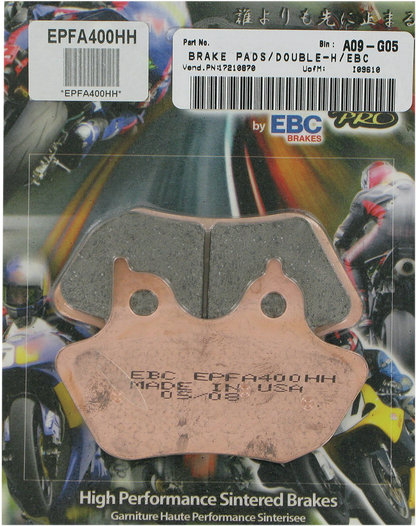 誰よりも先に止まる
EPFA400HH
*EPFA400HH*
Part No.
Bin: A09-G05
BRAKE PADS/DOUBLE-H/EBC
Vend.PN:17210870
UofM:
I03610
by EBC
BRAKES
PRO
EBC EPFA400HH
MADE IN USA
05/08
High Performance Sintered Brakes
Garniture Haute Performance Sinterisee